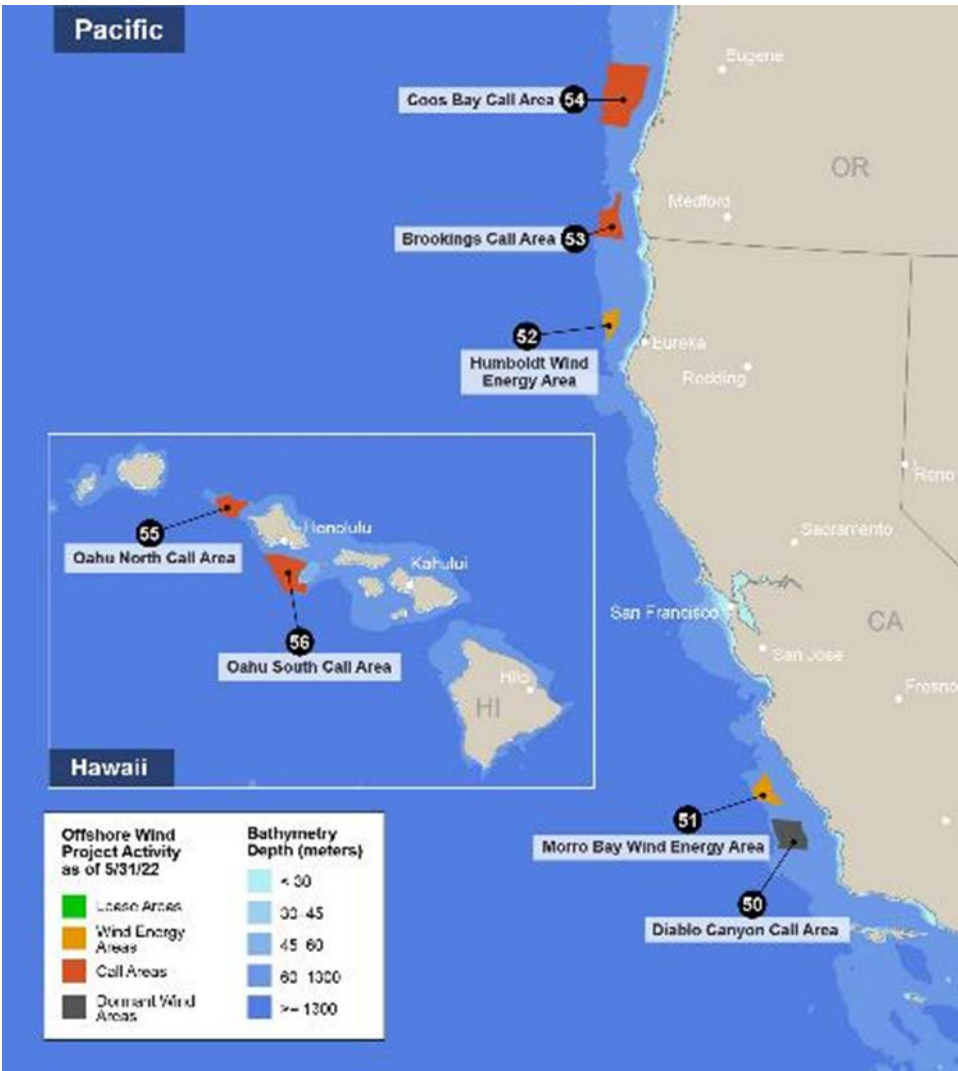 Pacific
Eugene
Coos Bay Call Area 54
OR
Medford
Brookings Call Area 53
52
Humboldt Wind
Energy Area
Eureka
Redding
Reno
Sacramento
San Francisco
CA
San Jose
Fresno
55
Oahu North Call Area
Honolulu
Kahului
56
Oahu South Call Area
Hilo
HI
Hawaii
51
Morro Bay Wind Energy Area
50
Diablo Canyon Call Area
Offshore Wind
Project Activity
as of 5/31/22
Lease Areas
Wind Energy
Areas
Call Areas
Dormant Wind
Areas
Bathymetry
Depth (meters)
< 30
30-45
45-60
60-1300
>= 1300